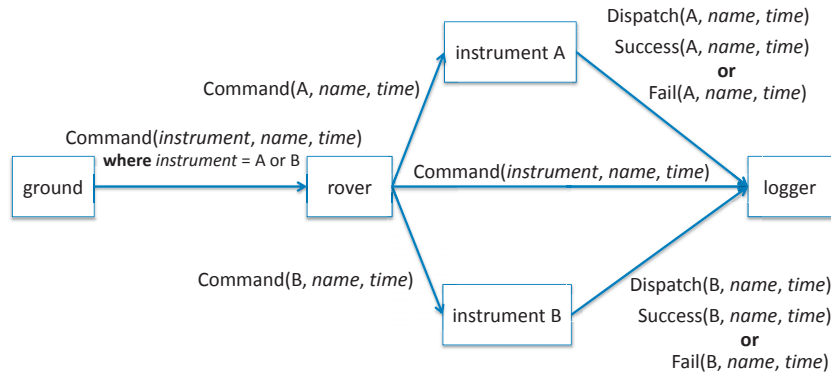 Dispatch(A, name, time)
Success(A, name, time)
or
Fail(A, name, time)
instrument A
Command(A, name, time)
Command(instrument, name, time)
where instrument = A or B
ground
rover
Command(instrument, name, time)
logger
Command(B, name, time)
instrument B
Dispatch(B, name, time)
Success(B, name, time)
or
Fail(B, name, time)